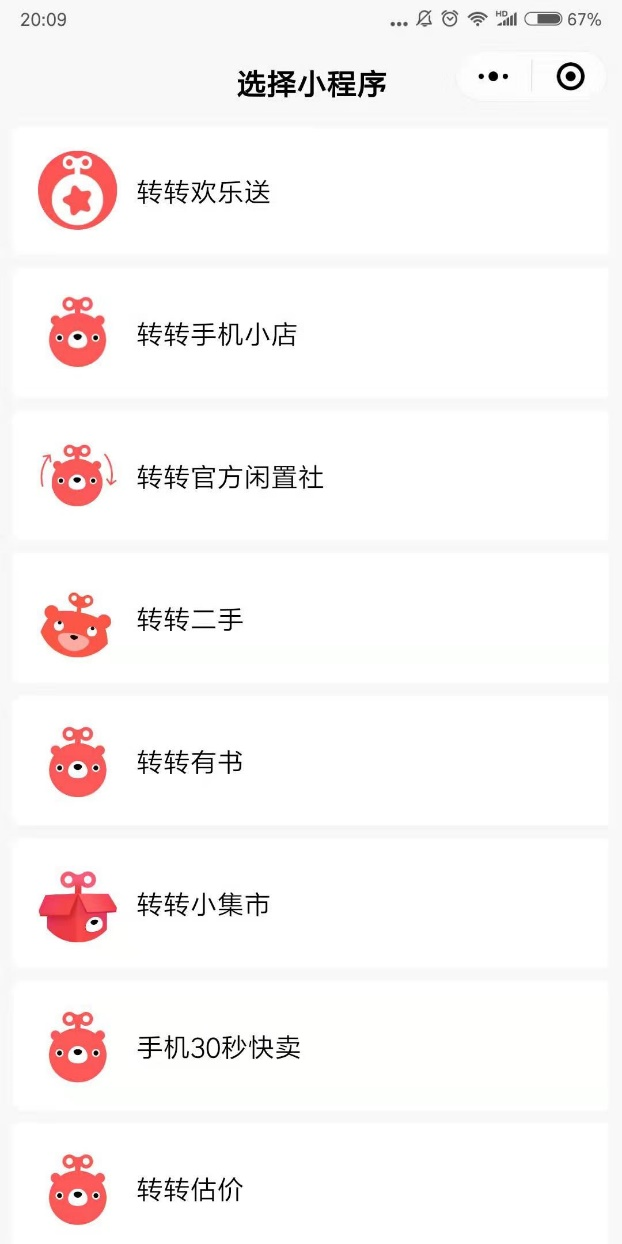 20:09
HD
67%
选择小程序
转转欢乐送
转转手机小店
转转官方闲置社
转转二手
转转有书
转转小集市
手机30秒快卖
转转估价